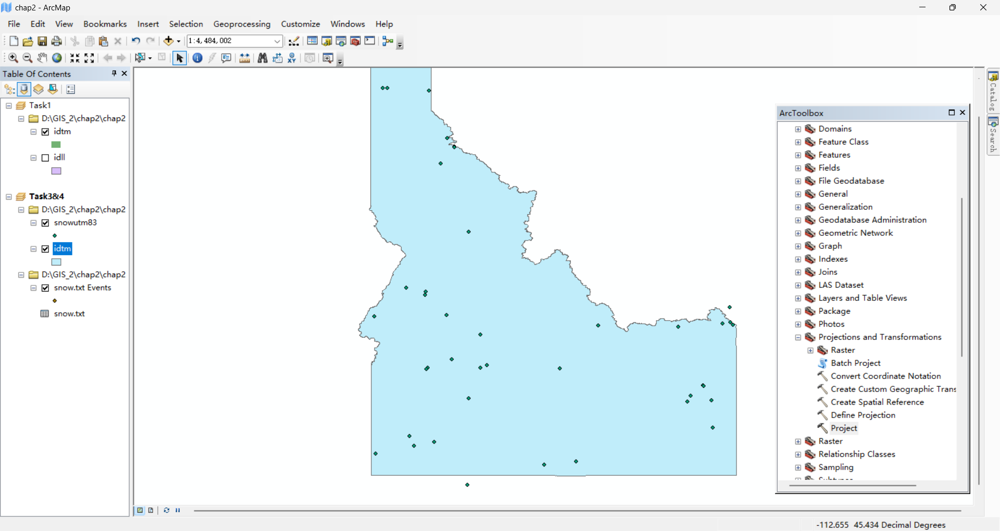 chap2 - ArcMap
File Edit View Bookmarks Insert Selection Geoprocessing Customize Windows Help
1:4,484,002
XY
Table Of Contents
Task1
D:\GIS_2\chap2\chap2
idtm
idll
Task3&4
D:\GIS_2\chap2\chap2
snowutm83
idtm
D:\GIS_2\chap2\chap2
snow.txt Events
snow.txt
ArcToolbox
Domains
Feature Class
Features
Fields
File Geodatabase
General
Generalization
Geodatabase Administration
Geometric Network
Graph
Indexes
Joins
LAS Dataset
Layers and Table Views
Package
Photos
Projections and Transformations
Raster
Batch Project
Convert Coordinate Notation
Create Custom Geographic Trans
Create Spatial Reference
Define Projection
Project
Raster
Relationship Classes
Sampling
Catalog
Search
-112.655 45.434 Decimal Degrees